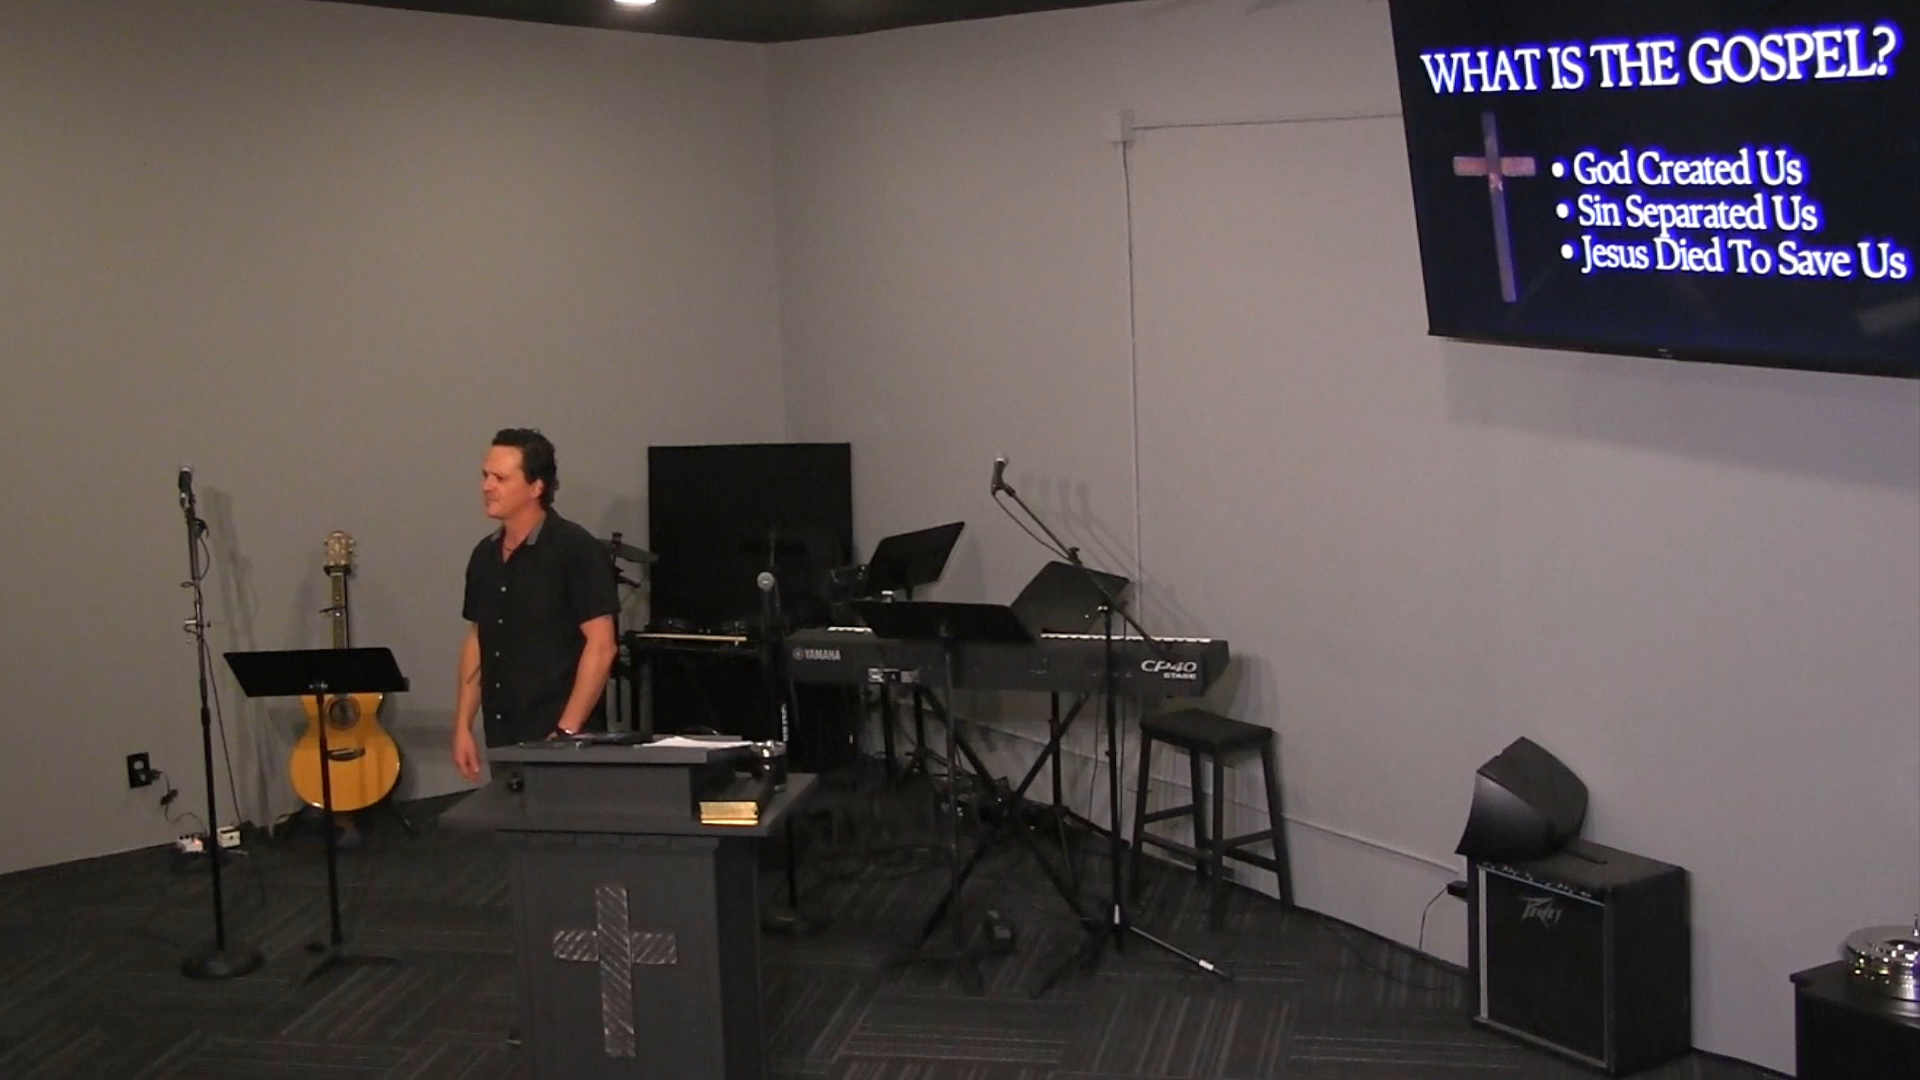 WHAT IS THE GOSPEL?
• God Created Us
• Sin Separated Us
• Jesus Died To Save Us
YAMAHA
CP40
STAGE
Peavey